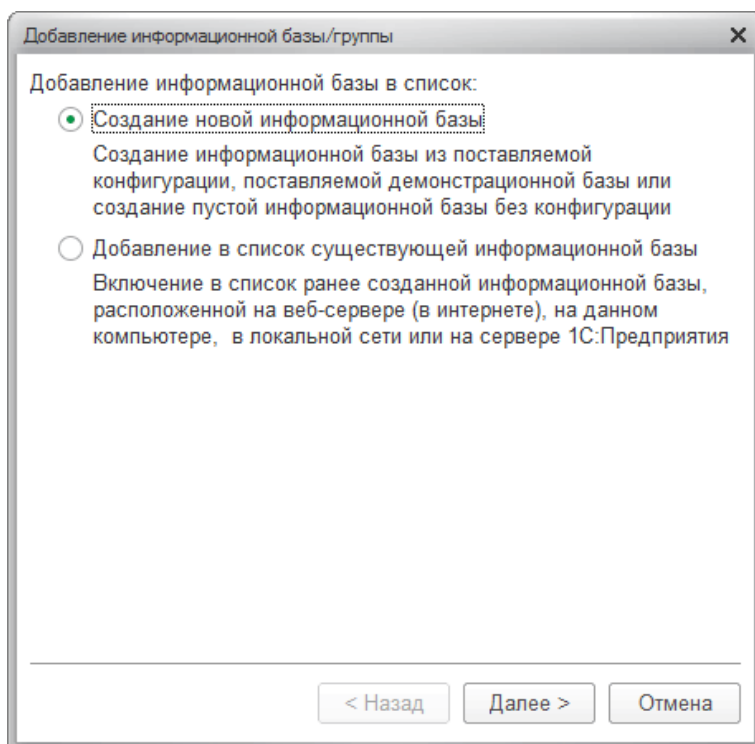 Добавление информационной базы/группы
Добавление информационной базы в список:
Создание новой информационной базы
Создание информационной базы из поставляемой
конфигурации, поставляемой демонстрационной базы или
создание пустой информационной базы без конфигурации
Добавление в список существующей информационной базы
Включение в список ранее созданной информационной базы,
расположенной на веб-сервере (в интернете), на данном
компьютере, в локальной сети или на сервере 1С:Предприятия
< Назад Далее > Отмена